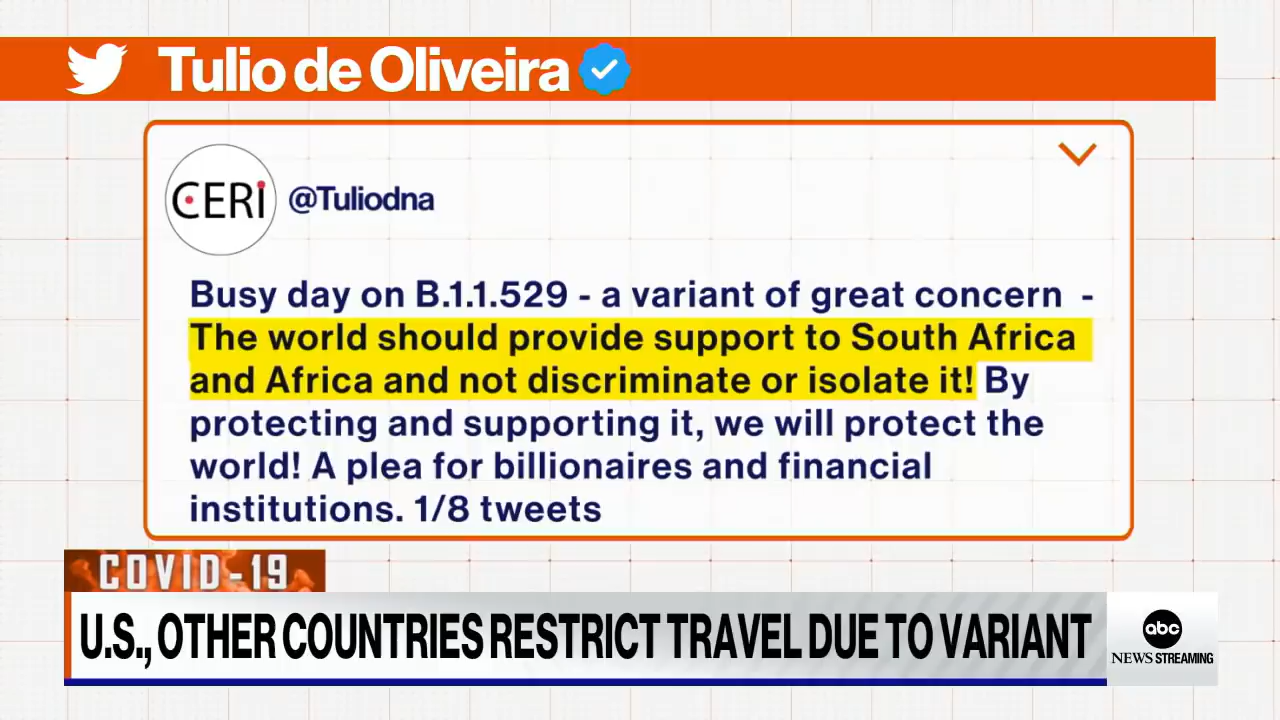 Tulio de Oliveira
CERI
@Tuliodna
Busy day on B.1.1.529 - a variant of great concern -
The world should provide support to South Africa
and Africa and not discriminate or isolate it! By
protecting and supporting it, we will protect the
world! A plea for billionaires and financial
institutions. 1/8 tweets
COVID-19
U.S., OTHER COUNTRIES RESTRICT TRAVEL DUE TO VARIANT
abc
NEWS STREAMING